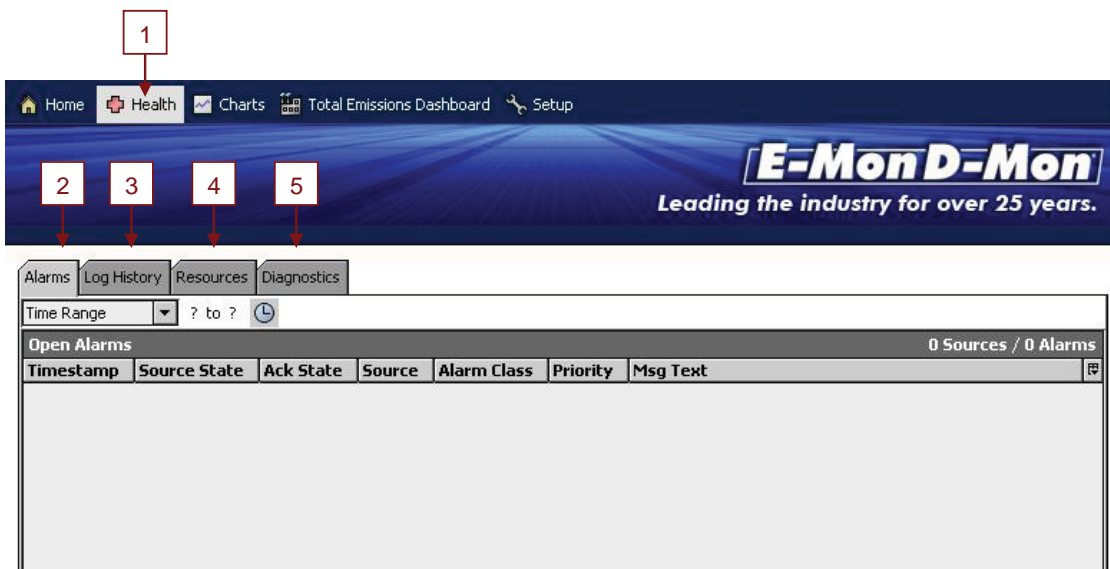 1
Home Health Charts Total Emissions Dashboard Setup
E-Mon D-Mon
Leading the industry for over 25 years.
2 3 4 5
Alarms Log History Resources Diagnostics
Time Range ? to ?
Open Alarms 0 Sources / 0 Alarms
Timestamp Source State Ack State Source Alarm Class Priority Msg Text